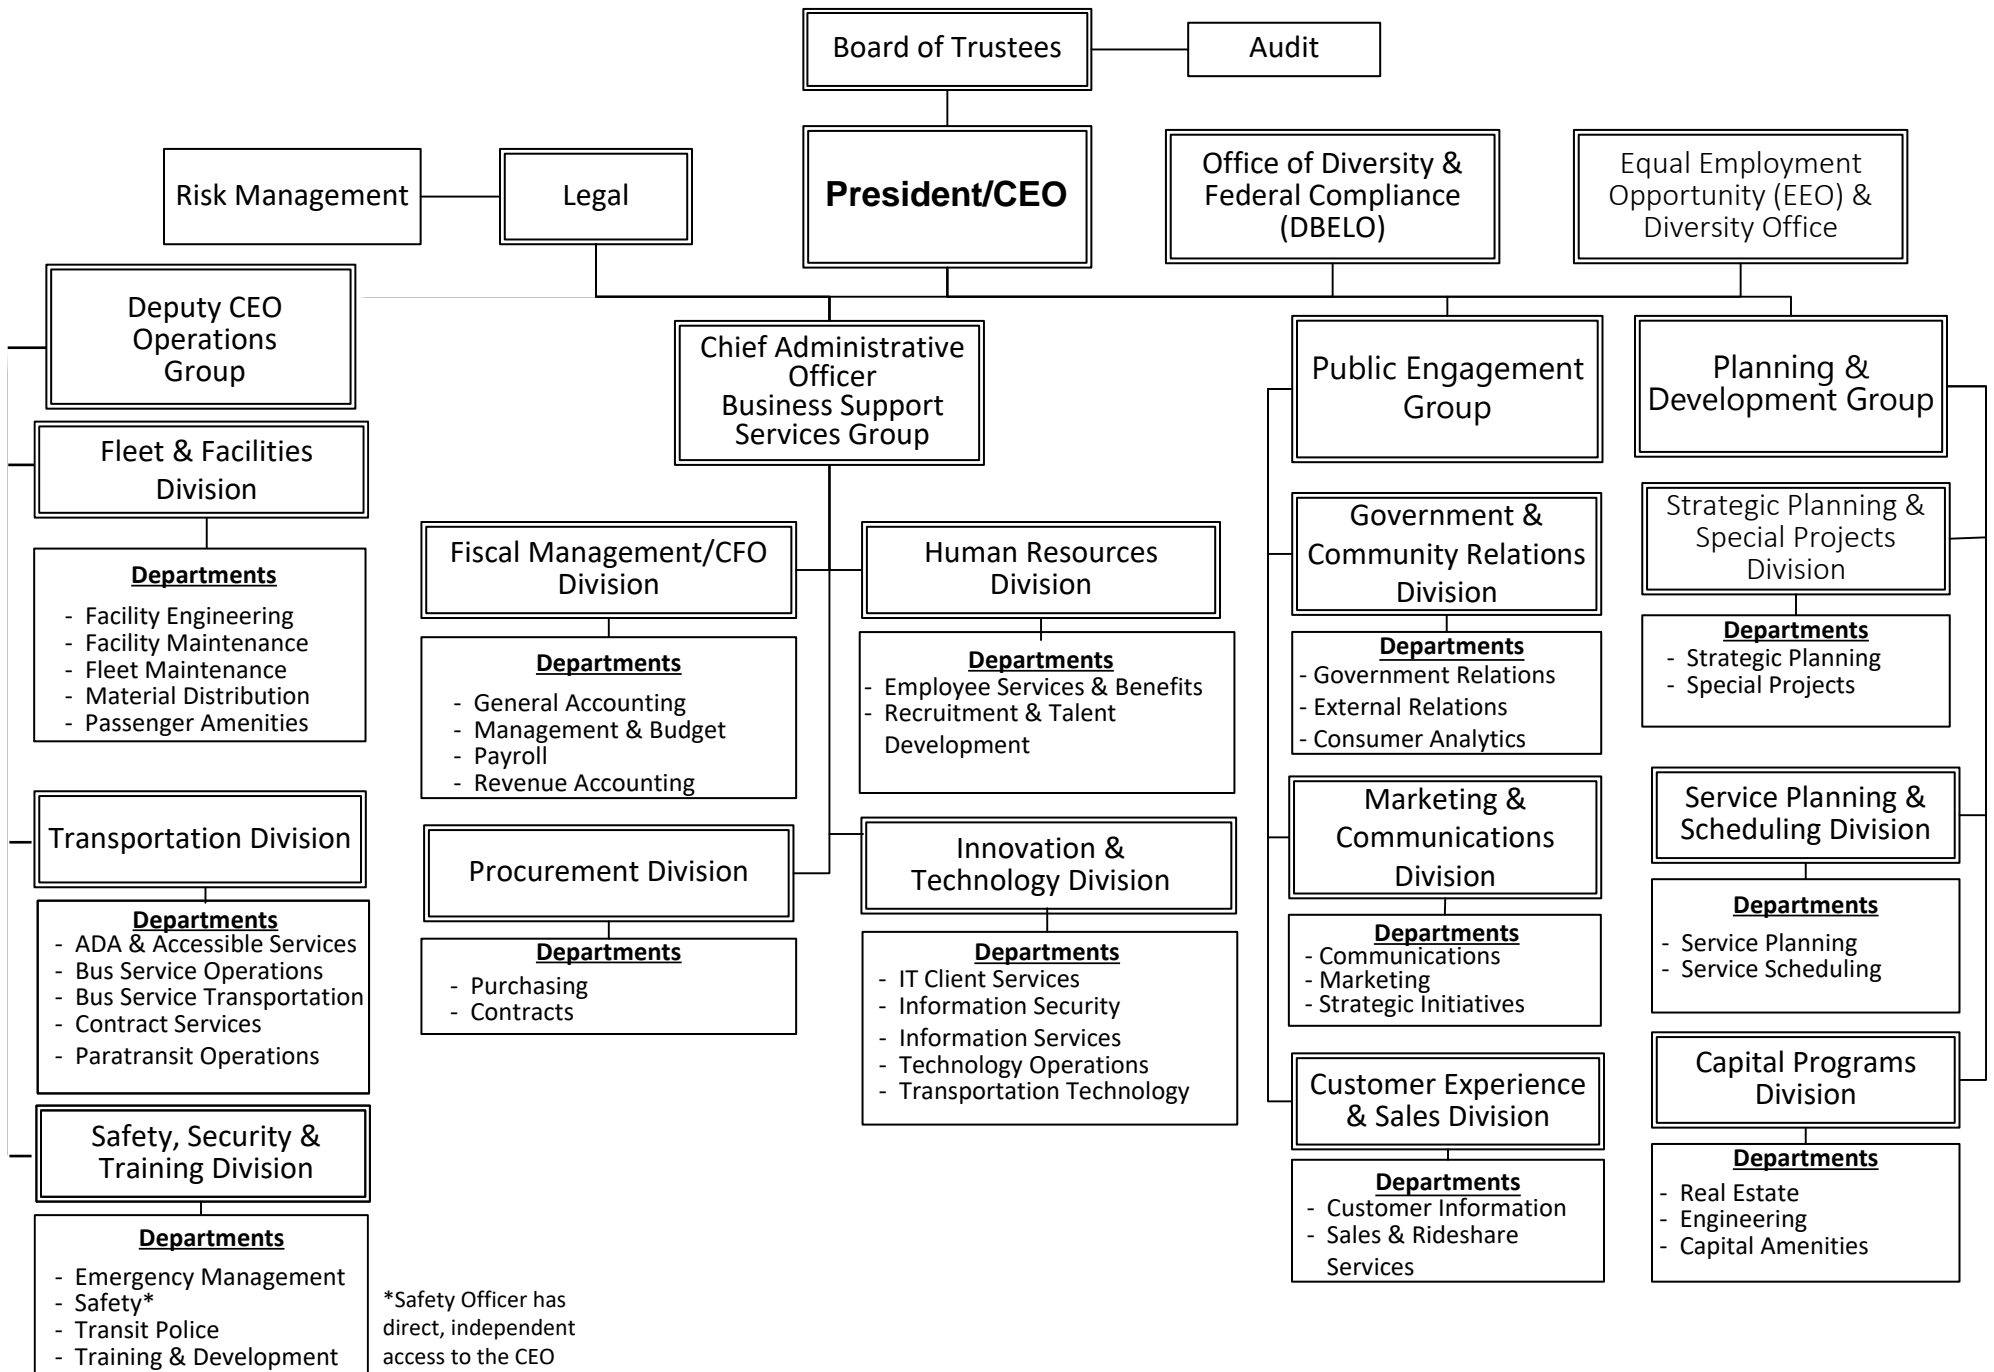 Board of Trustees
Audit
Risk Management
Legal
President/CEO
Office of Diversity &
Federal Compliance
(DBELO)
Equal Employment
Opportunity (EEO) &
Diversity Office
Deputy CEO
Operations
Group
Chief Administrative
Officer
Business Support
Services Group
Public Engagement
Group
Planning &
Development Group
Fleet & Facilities
Division
Departments
- Facility Engineering
- Facility Maintenance
- Fleet Maintenance
- Material Distribution
- Passenger Amenities
Transportation Division
Departments
- ADA & Accessible Services
- Bus Service Operations
- Bus Service Transportation
- Contract Services
- Paratransit Operations
Safety, Security &
Training Division
Departments
- Emergency Management
- Safety*
- Transit Police
- Training & Development
*Safety Officer has
direct, independent
access to the CEO
Fiscal Management/CFO
Division
Departments
- General Accounting
- Management & Budget
- Payroll
- Revenue Accounting
Human Resources
Division
Departments
- Employee Services & Benefits
- Recruitment & Talent
Development
Procurement Division
Departments
- Purchasing
- Contracts
Innovation &
Technology Division
Departments
- IT Client Services
- Information Security
- Information Services
- Technology Operations
- Transportation Technology
Government &
Community Relations
Division
Departments
- Government Relations
- External Relations
- Consumer Analytics
Marketing &
Communications
Division
Departments
- Communications
- Marketing
- Strategic Initiatives
Customer Experience
& Sales Division
Departments
- Customer Information
- Sales & Rideshare
Services
Strategic Planning &
Special Projects
Division
Departments
- Strategic Planning
- Special Projects
Service Planning &
Scheduling Division
Departments
- Service Planning
- Service Scheduling
Capital Programs
Division
Departments
- Real Estate
- Engineering
- Capital Amenities